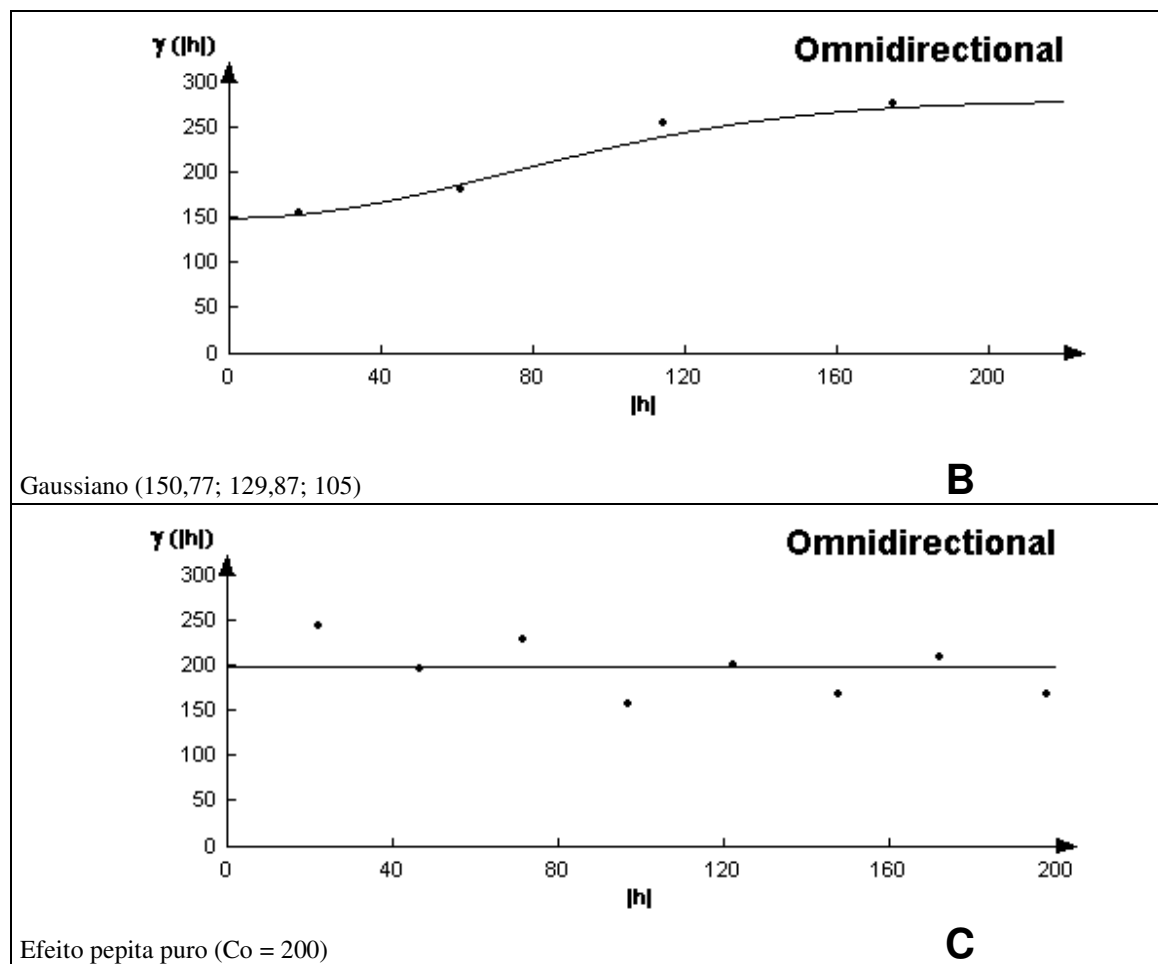 γ (|h|)
Omnidirectional
300
250
200
150
100
50
0
0 40 80 120 160 200
|h|
Gaussiano (150,77; 129,87; 105)
B
γ (|h|)
Omnidirectional
300
250
200
150
100
50
0
0 40 80 120 160 200
|h|
Efeito pepita puro (Co = 200)
C